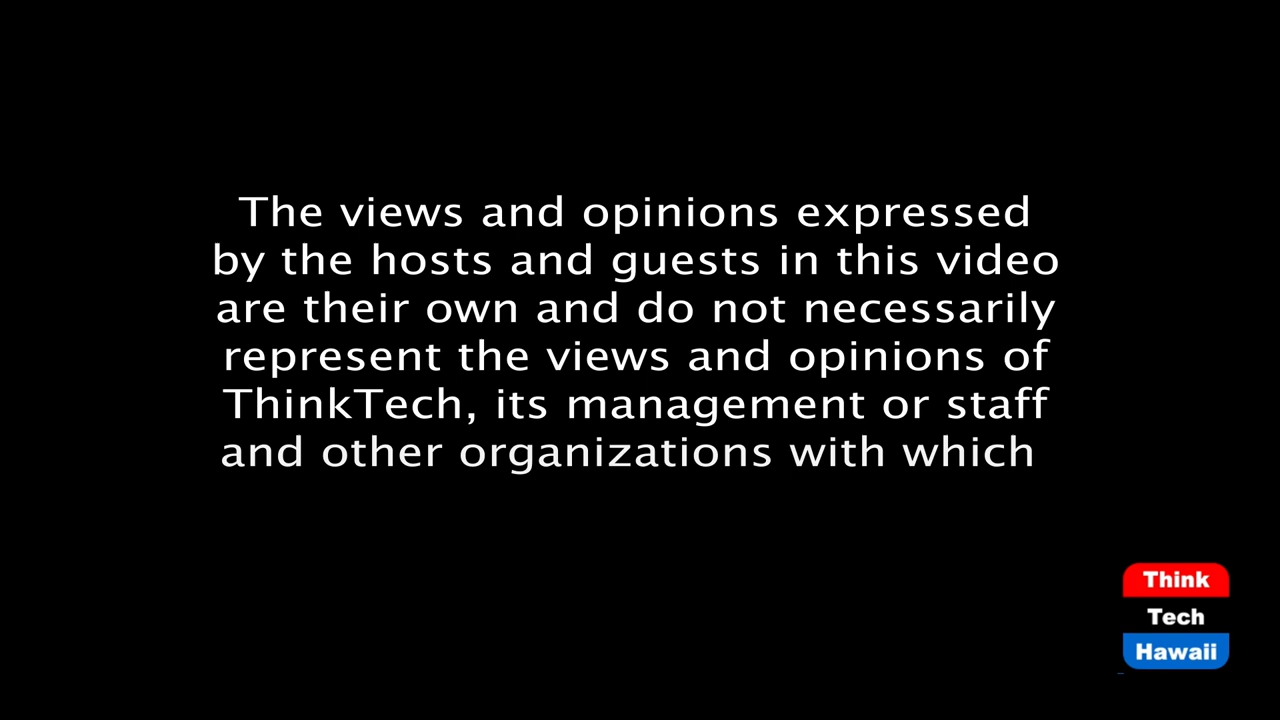 The views and opinions expressed
by the hosts and guests in this video
are their own and do not necessarily
represent the views and opinions of
ThinkTech, its management or staff
and other organizations with which
Think
Tech
Hawaii